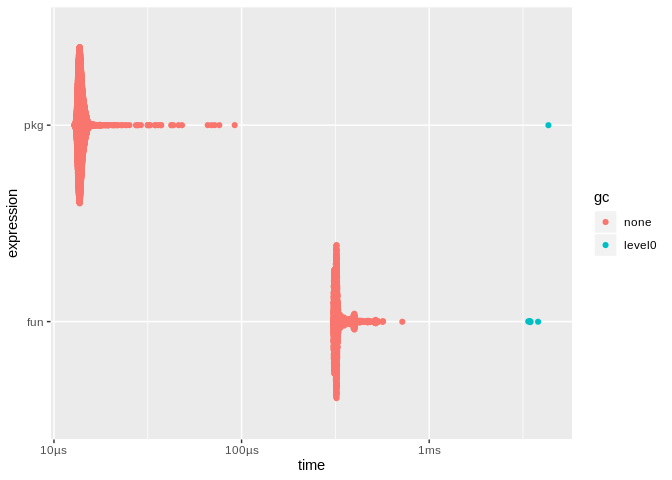 pkg
fun
expression
10µs
100µs
1ms
time
gc
none
level0